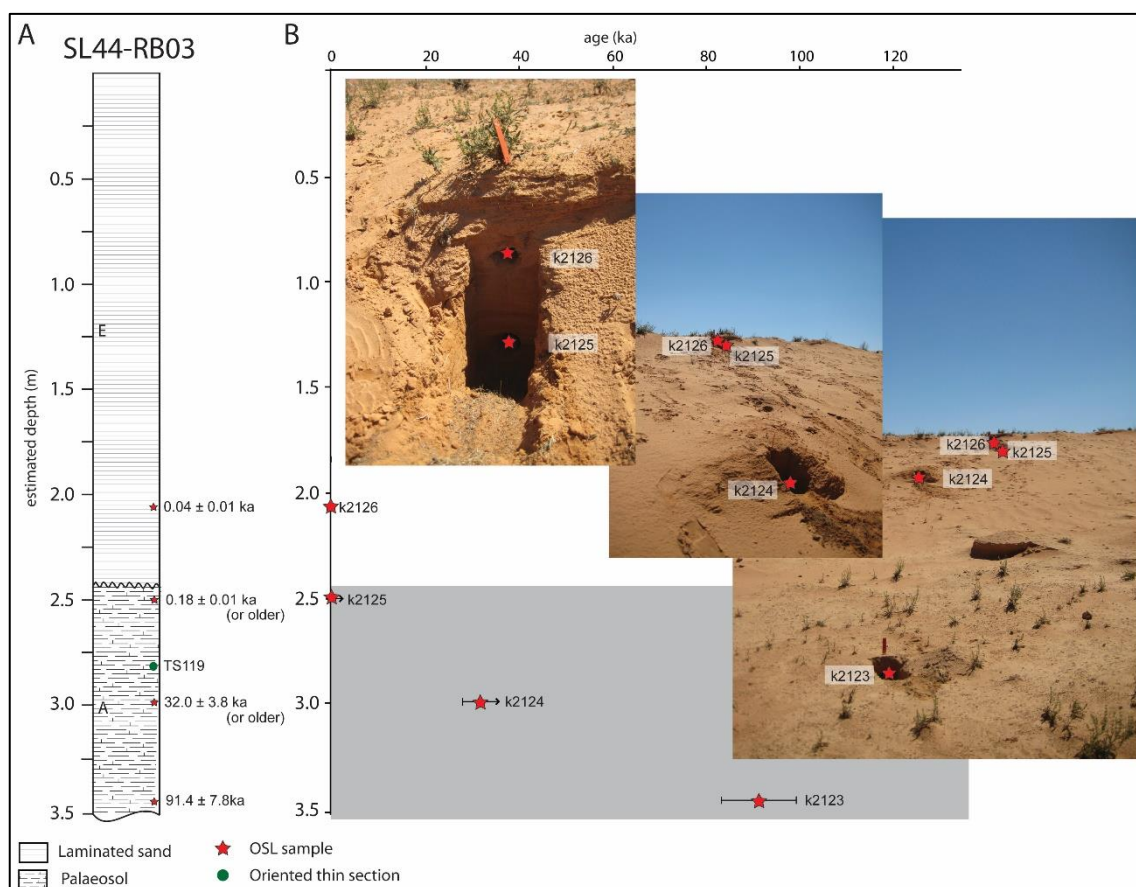 A
SL44-RB03
B
age (ka)
0 20 40 60 80 100 120
estimated depth (m)
0.5
1.0
1.5
2.0
2.5
3.0
3.5
E
0.04 ± 0.01 ka
0.18 ± 0.01 ka
(or older)
TS119
A
32.0 ± 3.8 ka
(or older)
91.4 ± 7.8ka
0.5
1.0
1.5
2.0
2.5
3.0
3.5
k2126
k2125
k2124
k2123
k2126
k2125
k2126
k2125
k2124
k2126
k2125
k2124
k2123
Laminated sand
Palaeosol
OSL sample
Oriented thin section